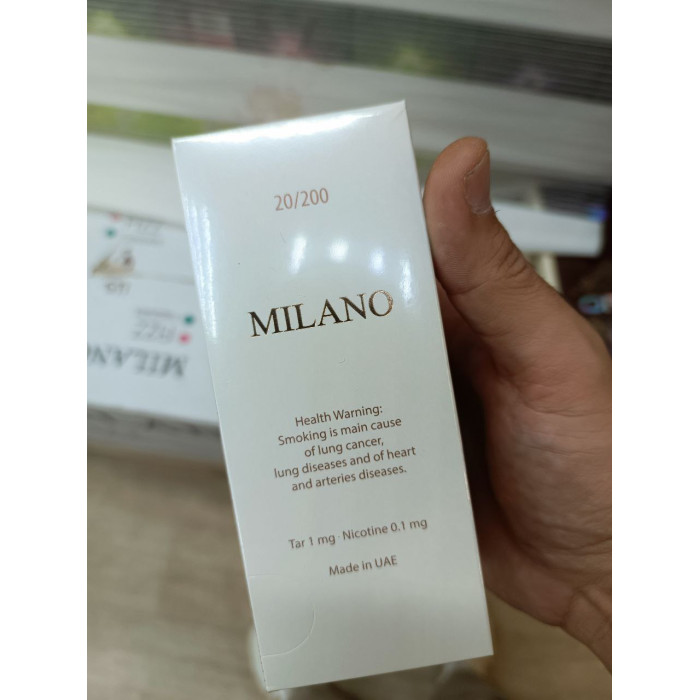 20/200
MILANO
Health Warning:
Smoking is main cause
of lung cancer,
lung diseases and of heart
and arteries diseases.
Tar 1 mg · Nicotine 0.1 mg
Made in UAE
MILANO